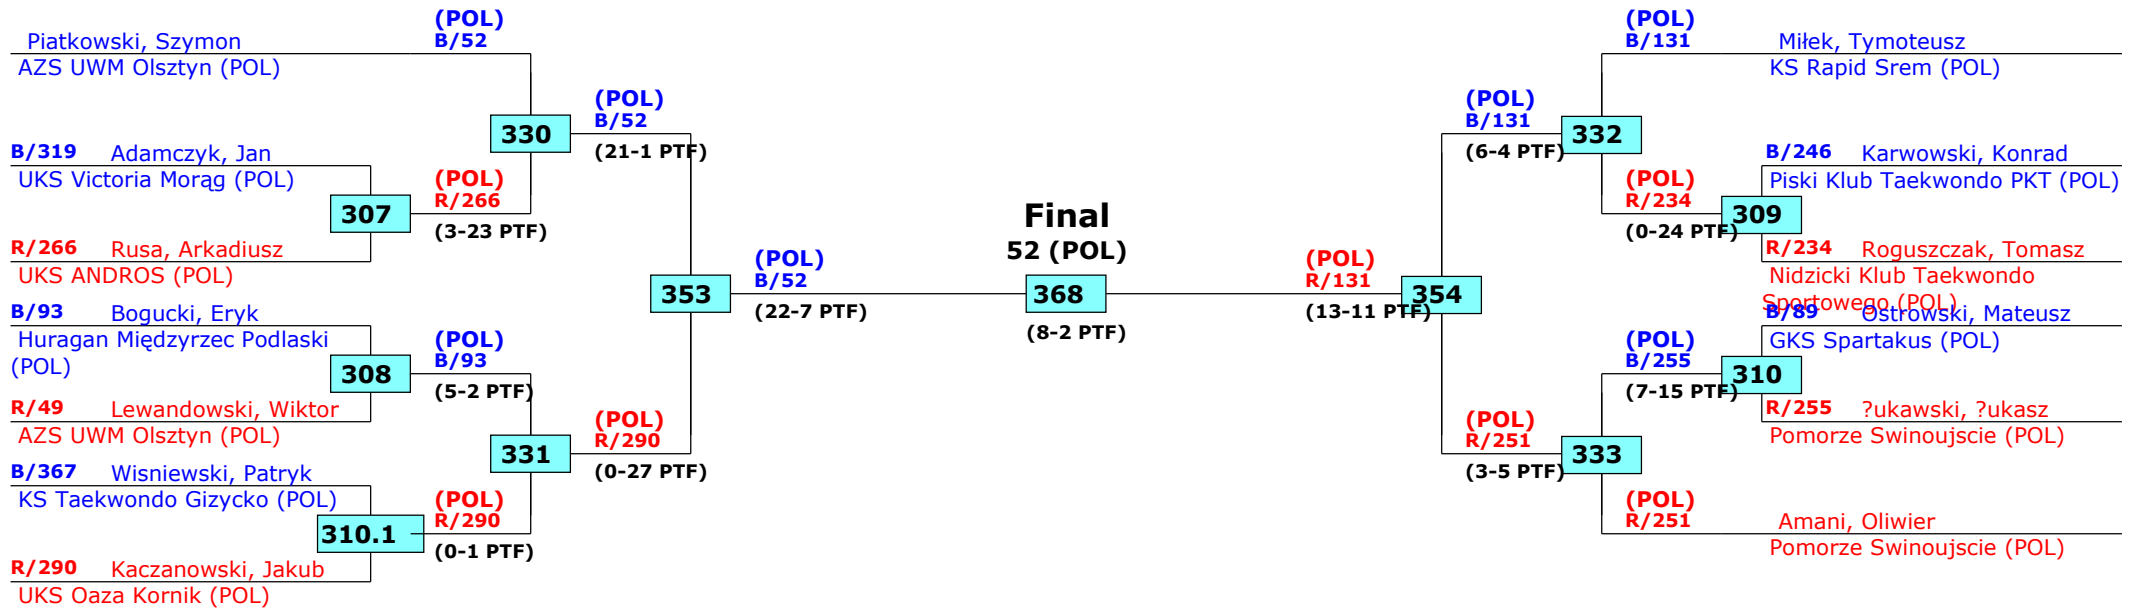 (POL)
B/52
Piatkowski, Szymon
AZS UWM Olsztyn (POL)
330
(POL)
B/52
(21-1 PTF)
B/319 Adamczyk, Jan
UKS Victoria Morąg (POL)
307
(POL)
R/266
(3-23 PTF)
R/266 Rusa, Arkadiusz
UKS ANDROS (POL)
353
(POL)
B/52
(22-7 PTF)
B/93 Bogucki, Eryk
Huragan Międzyrzec Podlaski
(POL)
308
(POL)
B/93
(5-2 PTF)
R/49 Lewandowski, Wiktor
AZS UWM Olsztyn (POL)
331
(POL)
R/290
(0-27 PTF)
B/367 Wisniewski, Patryk
KS Taekwondo Gizycko (POL)
310.1
(POL)
R/290
(0-1 PTF)
R/290 Kaczanowski, Jakub
UKS Oaza Kornik (POL)
Final
52 (POL)
368
(8-2 PTF)
(POL)
B/131
Miłek, Tymoteusz
KS Rapid Srem (POL)
(POL)
B/131
(6-4 PTF)
332
B/246 Karwowski, Konrad
Piski Klub Taekwondo PKT (POL)
(POL)
R/234
(0-24 PTF)
309
R/234 Roguszczak, Tomasz
Nidzicki Klub Taekwondo
Sportowego (POL)
(POL)
R/131
(13-11 PTF)
354
B/89 Ostrowski, Mateusz
GKS Spartakus (POL)
(POL)
B/255
(7-15 PTF)
310
R/255 ?ukawski, ?ukasz
Pomorze Swinoujscie (POL)
(POL)
R/251
(3-5 PTF)
333
(POL)
R/251
Amani, Oliwier
Pomorze Swinoujscie (POL)